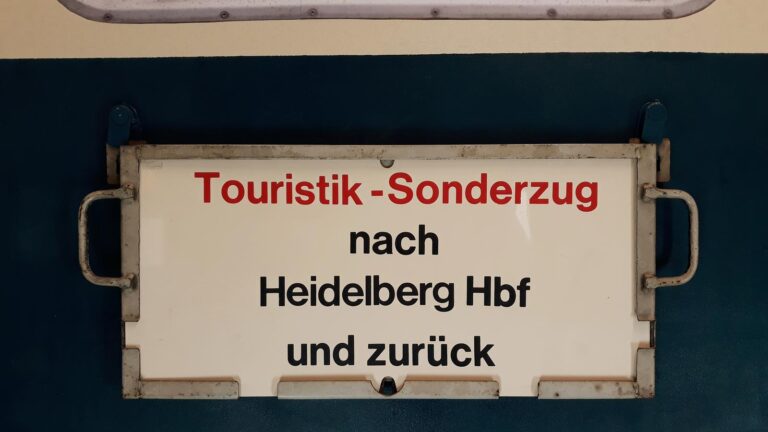 Touristik-Sonderzug
nach
Heidelberg Hbf
und zurück